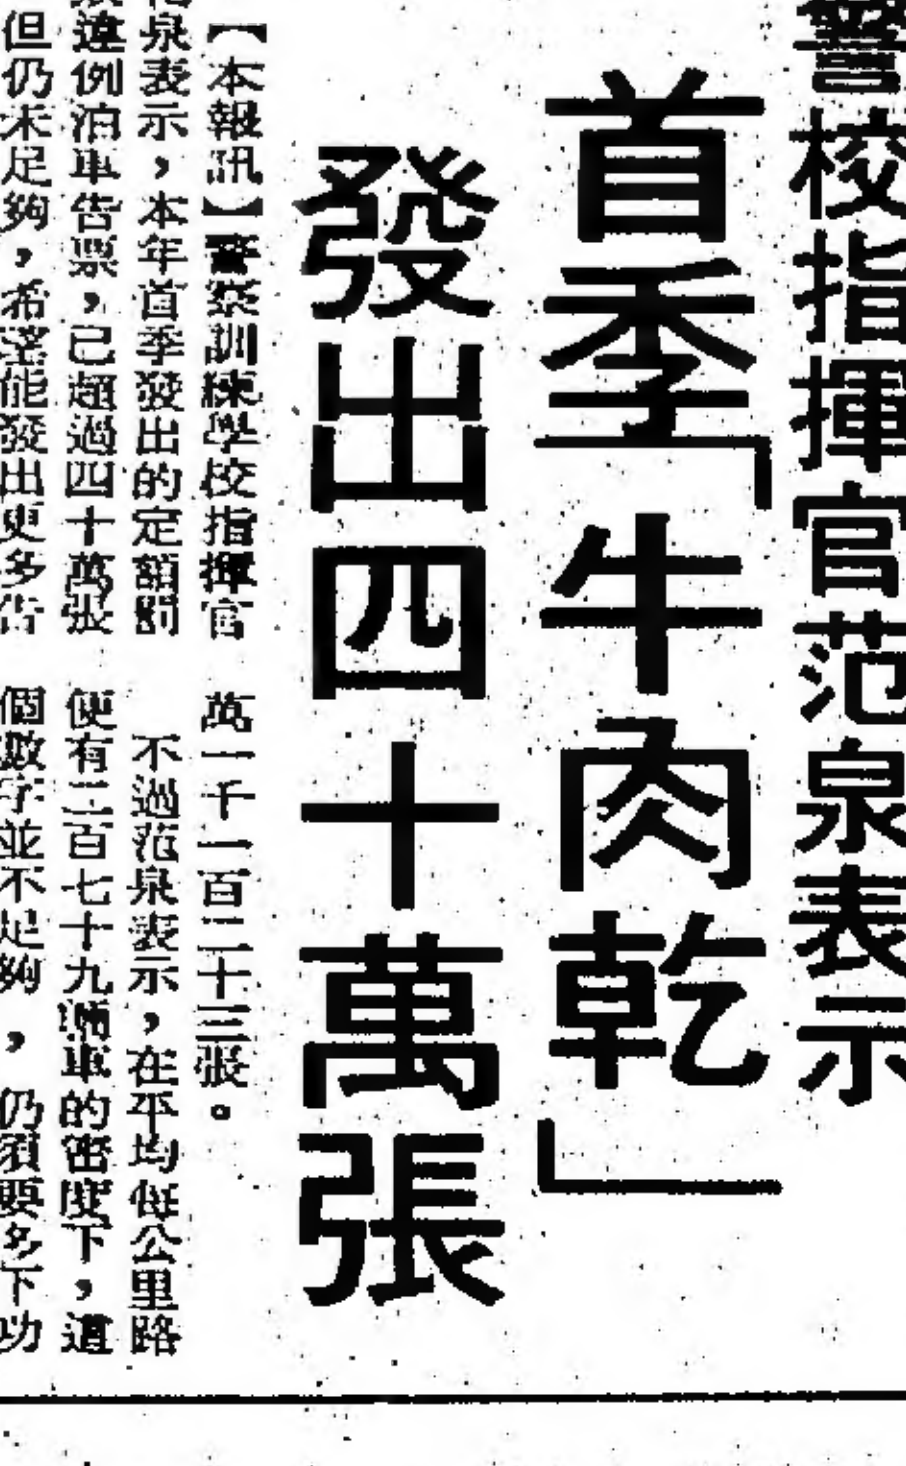 警校指揮官范泉表示
首季「牛肉乾」
發出四十萬張
【本報訊】警察訓練學校指揮官
范泉表示，本年首季發出的定額罰
款違例泊車告票，已超過四十萬張
但仍未足夠，希望能發出更多告
萬一千一百二十三張。
不過范泉表示，在平均每公里路
便有二百七十九輛車的密度下，這
個數字並不足夠，仍須要多下功